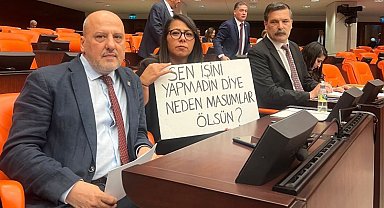 SEN İŞİNİ
YAPMADIN DİYE
NEDEN MASUMLAR
ÖLSÜN?